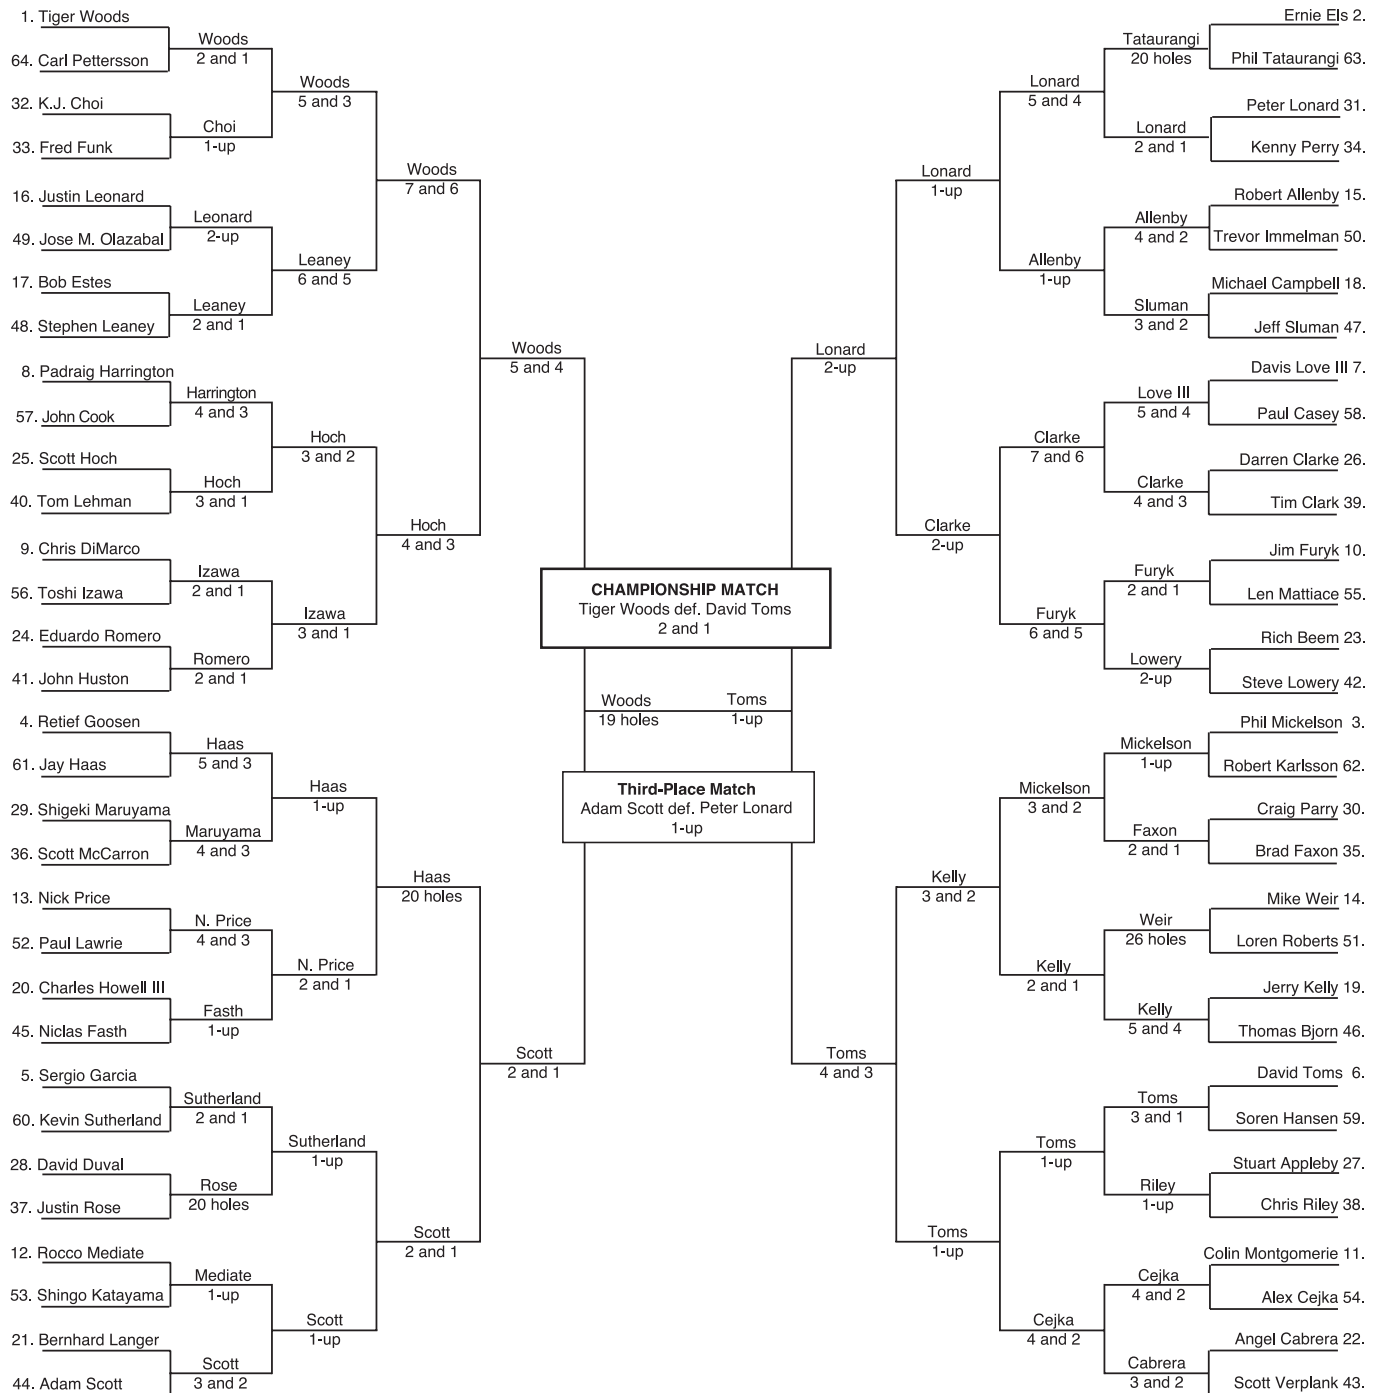 1. Tiger Woods
64. Carl Pettersson
32. K.J. Choi
33. Fred Funk
16. Justin Leonard
49. Jose M. Olazabal
17. Bob Estes
48. Stephen Leaney
8. Padraig Harrington
57. John Cook
25. Scott Hoch
40. Tom Lehman
9. Chris DiMarco
56. Toshi Izawa
24. Eduardo Romero
41. John Huston
4. Retief Goosen
61. Jay Haas
29. Shigeki Maruyama
36. Scott McCarron
13. Nick Price
52. Paul Lawrie
20. Charles Howell III
45. Niclas Fasth
5. Sergio Garcia
60. Kevin Sutherland
28. David Duval
37. Justin Rose
12. Rocco Mediate
53. Shingo Katayama
21. Bernhard Langer
44. Adam Scott
Woods
2 and 1
Choi
1-up
Leonard
2-up
Leaney
2 and 1
Harrington
4 and 3
Hoch
3 and 1
Izawa
2 and 1
Romero
2 and 1
Haas
5 and 3
Maruyama
4 and 3
N. Price
4 and 3
Fasth
1-up
Sutherland
2 and 1
Rose
20 holes
Mediate
1-up
Scott
3 and 2
Woods
5 and 3
Leaney
6 and 5
Hoch
3 and 2
Izawa
3 and 1
Haas
1-up
N. Price
2 and 1
Sutherland
1-up
Scott
1-up
Woods
7 and 6
Hoch
4 and 3
Haas
20 holes
Scott
2 and 1
Woods
5 and 4
Scott
2 and 1
CHAMPIONSHIP MATCH
Tiger Woods def. David Toms
2 and 1
Woods
19 holes
Toms
1-up
Third-Place Match
Adam Scott def. Peter Lonard
1-up
Lonard
2-up
Toms
4 and 3
Lonard
1-up
Clarke
2-up
Kelly
3 and 2
Toms
1-up
Lonard
5 and 4
Allenby
1-up
Clarke
7 and 6
Furyk
6 and 5
Mickelson
3 and 2
Kelly
2 and 1
Toms
1-up
Cejka
4 and 2
Tataurangi
20 holes
Lonard
2 and 1
Allenby
4 and 2
Sluman
3 and 2
Love III
5 and 4
Clarke
4 and 3
Furyk
2 and 1
Lowery
2-up
Mickelson
1-up
Faxon
2 and 1
Weir
26 holes
Kelly
5 and 4
Toms
3 and 1
Riley
1-up
Cejka
4 and 2
Cabrera
3 and 2
Ernie Els 2.
Phil Tataurangi 63.
Peter Lonard 31.
Kenny Perry 34.
Robert Allenby 15.
Trevor Immelman 50.
Michael Campbell 18.
Jeff Sluman 47.
Davis Love III 7.
Paul Casey 58.
Darren Clarke 26.
Tim Clark 39.
Jim Furyk 10.
Len Mattiace 55.
Rich Beem 23.
Steve Lowery 42.
Phil Mickelson 3.
Robert Karlsson 62.
Craig Parry 30.
Brad Faxon 35.
Mike Weir 14.
Loren Roberts 51.
Jerry Kelly 19.
Thomas Bjorn 46.
David Toms 6.
Soren Hansen 59.
Stuart Appleby 27.
Chris Riley 38.
Colin Montgomerie 11.
Alex Cejka 54.
Angel Cabrera 22.
Scott Verplank 43.